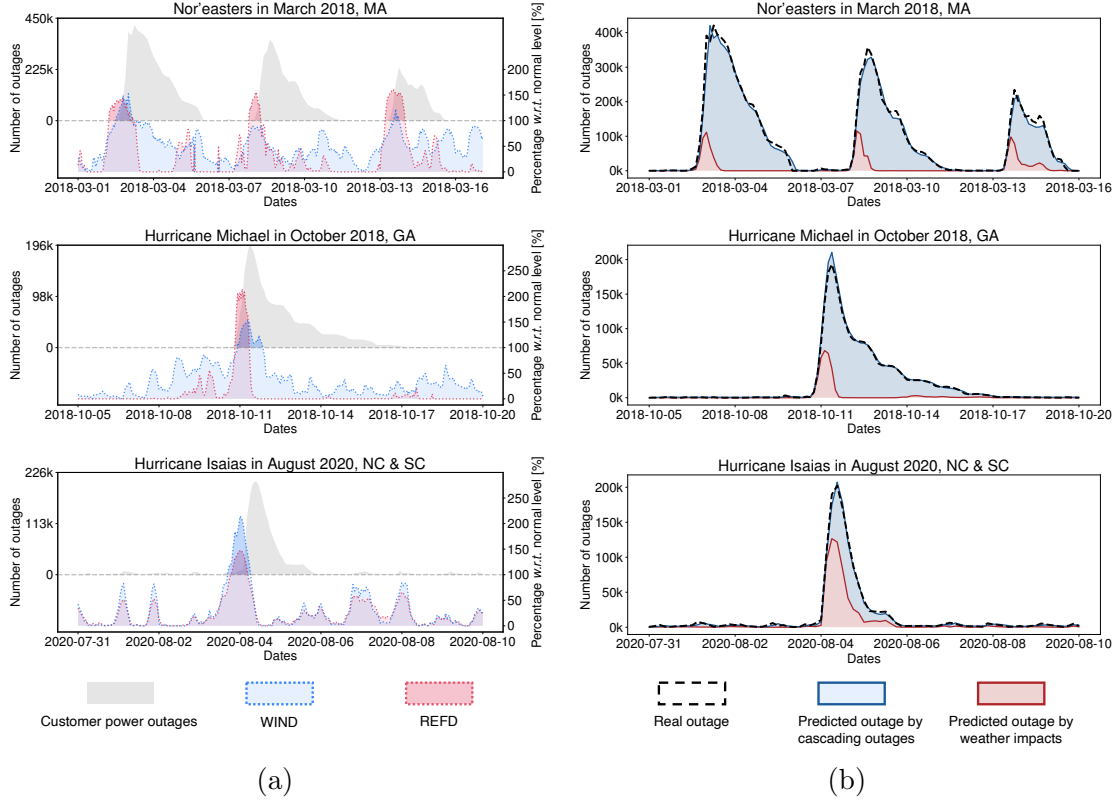 Nor'easters in March 2018, MA
450k
225k
0
Number of outages
200
150
100
50
0
Percentage w.r.t. normal level [%]
2018-03-01
2018-03-04
2018-03-07
2018-03-10
2018-03-13
2018-03-16
Dates
Hurricane Michael in October 2018, GA
196k
98k
0
Number of outages
250
200
150
100
50
0
Percentage w.r.t. normal level [%]
2018-10-05
2018-10-08
2018-10-11
2018-10-14
2018-10-17
2018-10-20
Dates
Hurricane Isaias in August 2020, NC & SC
226k
113k
0
Number of outages
250
200
150
100
50
0
Percentage w.r.t. normal level [%]
2020-07-31
2020-08-02
2020-08-04
2020-08-06
2020-08-08
2020-08-10
Dates
Customer power outages
WIND
REFD
(a)
Nor'easters in March 2018, MA
400k
300k
200k
100k
0k
Number of outages
2018-03-01
2018-03-04
2018-03-07
2018-03-10
2018-03-13
2018-03-16
Dates
Hurricane Michael in October 2018, GA
200k
150k
100k
50k
0k
Number of outages
2018-10-05
2018-10-08
2018-10-11
2018-10-14
2018-10-17
2018-10-20
Dates
Hurricane Isaias in August 2020, NC & SC
200k
150k
100k
50k
0k
Number of outages
2020-07-31
2020-08-02
2020-08-04
2020-08-06
2020-08-08
2020-08-10
Dates
Real outage
Predicted outage by
cascading outages
Predicted outage by
weather impacts
(b)